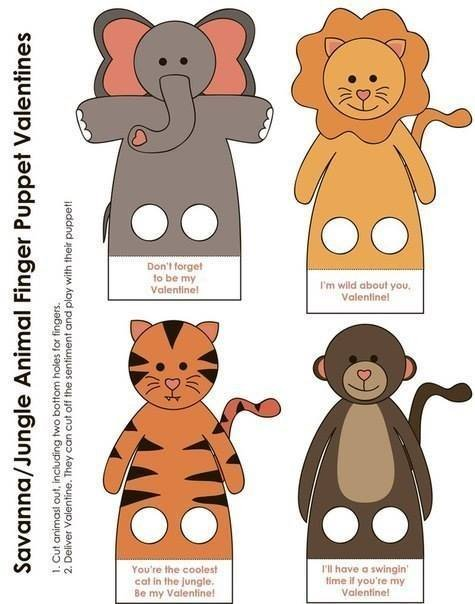 Savanna/Jungle Animal Finger Puppet Valentines
1. Cut animasl out, including two bottom holes for fingers.
2. Deliver Valentine. They can cut off the sentiment and play with their puppet!
Don't forget
to be my
Valentine!
I'm wild about you,
Valentine!
You're the coolest
cat in the jungle.
Be my Valentine!
I'll have a swingin'
time if you're my
Valentine!